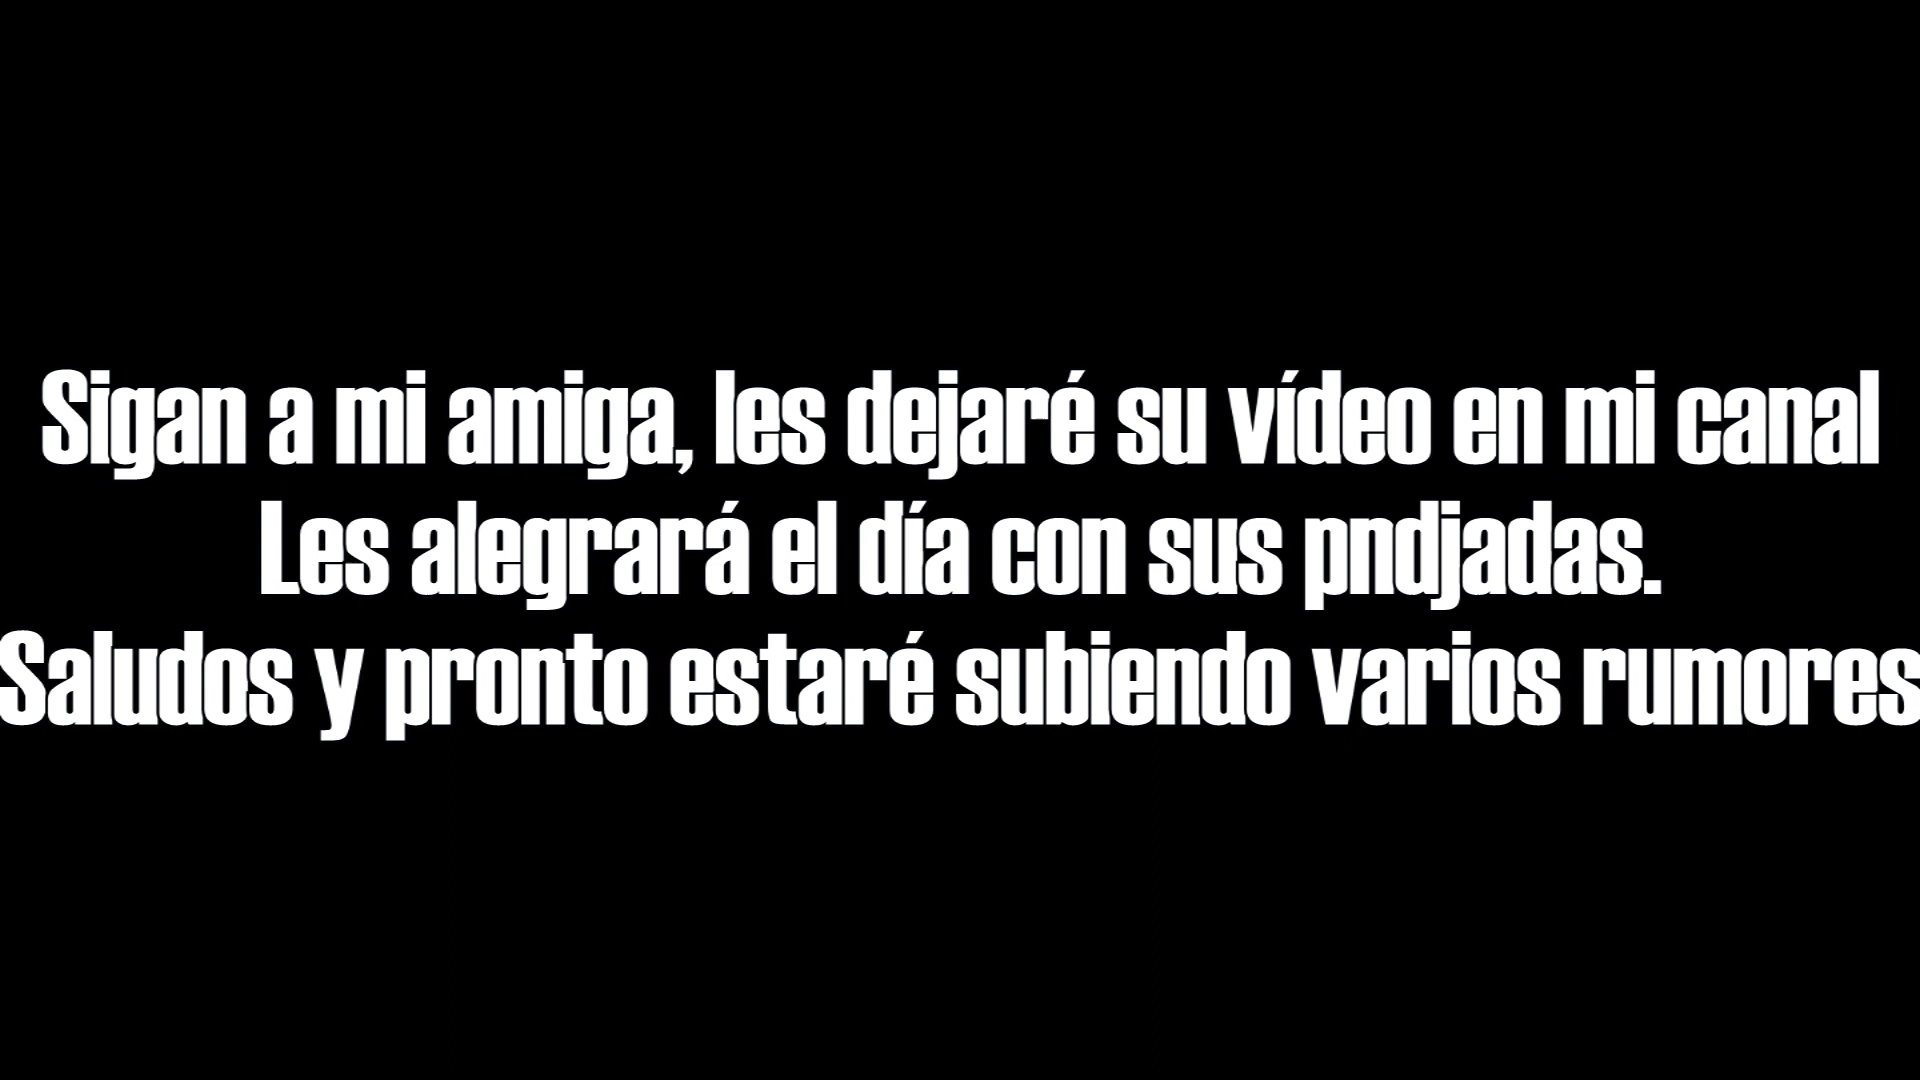 Sigan a mi amiga, les dejaré su vídeo en mi canal
Les alegrará el día con sus pndjadas.
Saludos y pronto estaré subiendo varios rumores